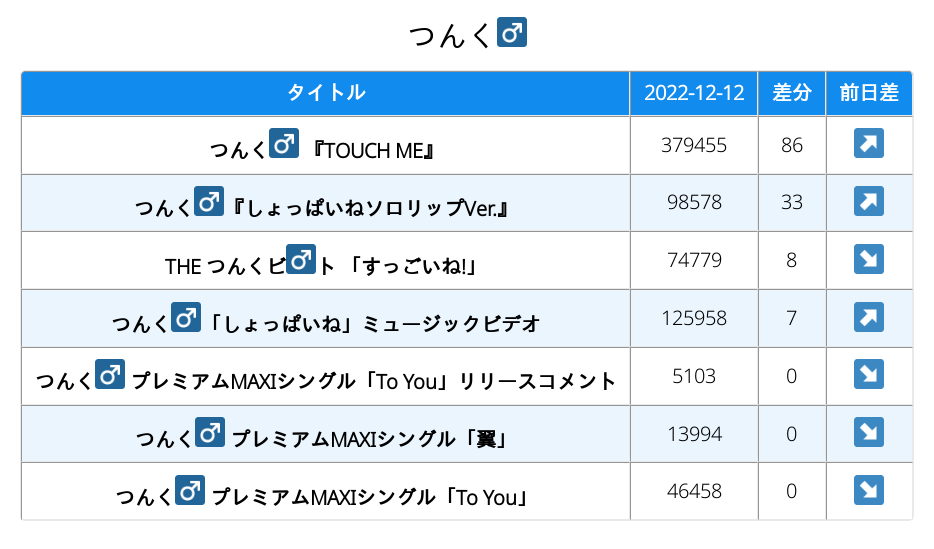 つんく♂
タイトル 2022-12-12 差分 前日差
つんく♂ 『TOUCH ME』 379455 86 ↗
つんく♂『しょっぱいねソロリップVer.』 98578 33 ↗
THE つんくビ♂ト 「すっごいね!」 74779 8 ↘
つんく♂「しょっぱいね」ミュージックビデオ 125958 7 ↗
つんく♂ プレミアムMAXIシングル「To You」リリースコメント 5103 0 ↘
つんく♂ プレミアムMAXIシングル「翼」 13994 0 ↘
つんく♂ プレミアムMAXIシングル「To You」 46458 0 ↘